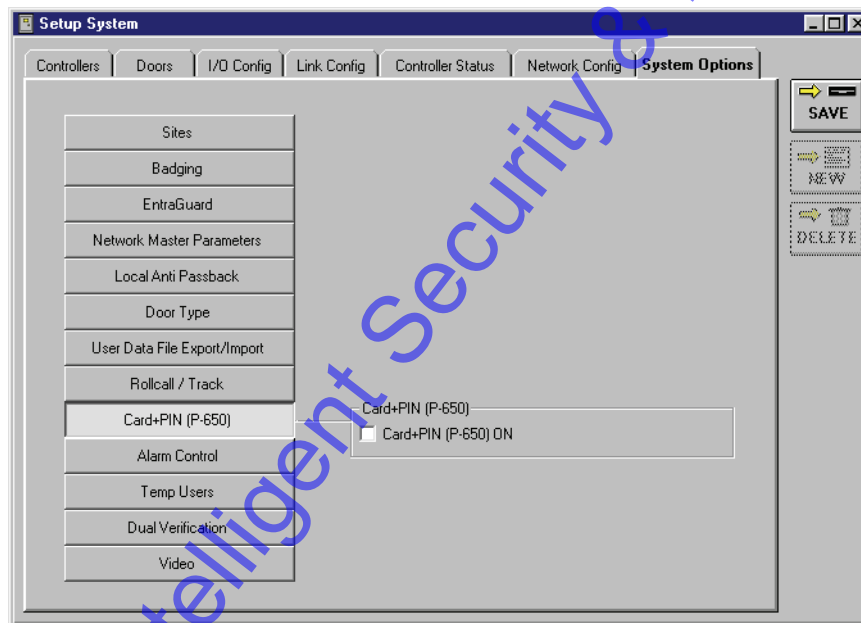 Setup System
Controllers
Doors
I/O Config
Link Config
Controller Status
Network Config
System Options
SAVE
NEW
DELETE
Sites
Badging
EntraGuard
Network Master Parameters
Local Anti Passback
Door Type
User Data File Export/Import
Rollcall / Track
Card+PIN (P-650)
Alarm Control
Temp Users
Dual Verification
Video
Card+PIN (P-650)
Card+PIN (P-650) ON
telligent Security &